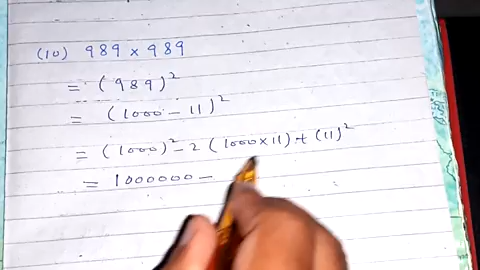 (10) 989 × 989
= (989)²
= (1000 - 11)²
= (1000)² - 2 (1000×11) + (11)²
= 1000000 -